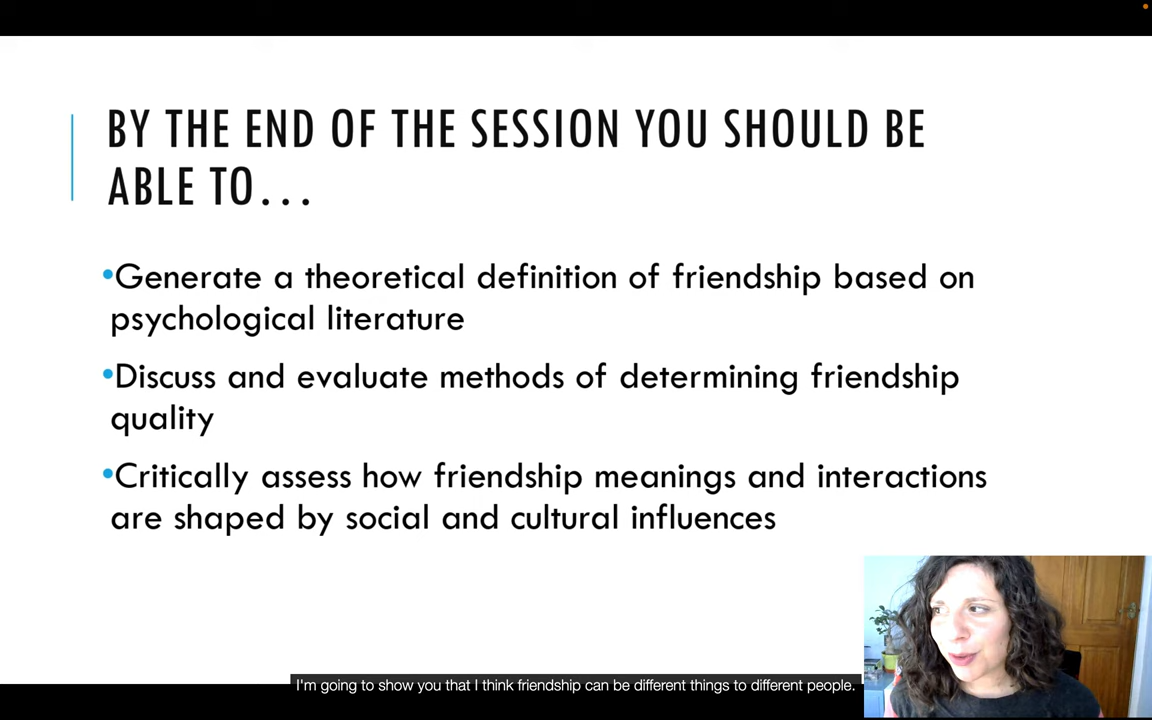 BY THE END OF THE SESSION YOU SHOULD BE
ABLE TO...
•Generate a theoretical definition of friendship based on
psychological literature
•Discuss and evaluate methods of determining friendship
quality
•Critically assess how friendship meanings and interactions
are shaped by social and cultural influences
I'm going to show you that I think friendship can be different things to different people.